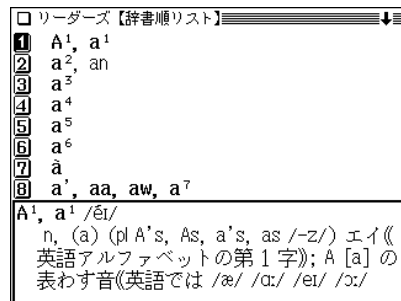 リーダーズ【辞書順リスト】
1 A¹, a¹
2 a², an
3 a³
4 a⁴
5 a⁵
6 a⁶
7 à
8 a', aa, aw, a⁷
A¹, a¹ /éɪ/
n, (a) (pl A's, As, a's, as /-z/) エイ《
英語アルファベットの第1字》; A [a] の
表わす音《英語では /æ/ /ɑː/ /eɪ/ /ɔː/